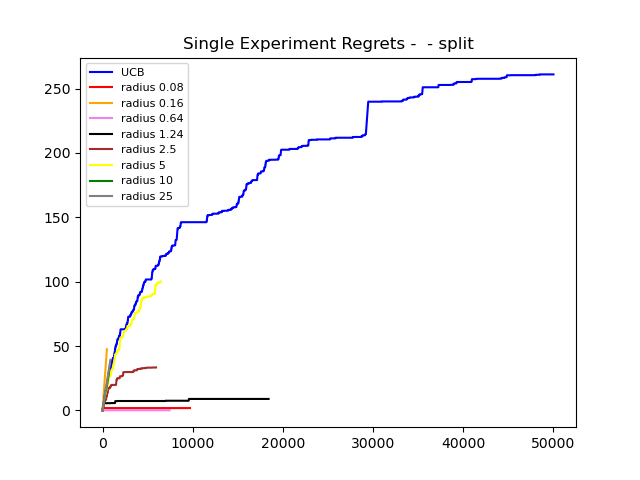 Single Experiment Regrets -  - split
UCB
radius 0.08
radius 0.16
radius 0.64
radius 1.24
radius 2.5
radius 5
radius 10
radius 25
250
200
150
100
50
0
0 10000 20000 30000 40000 50000